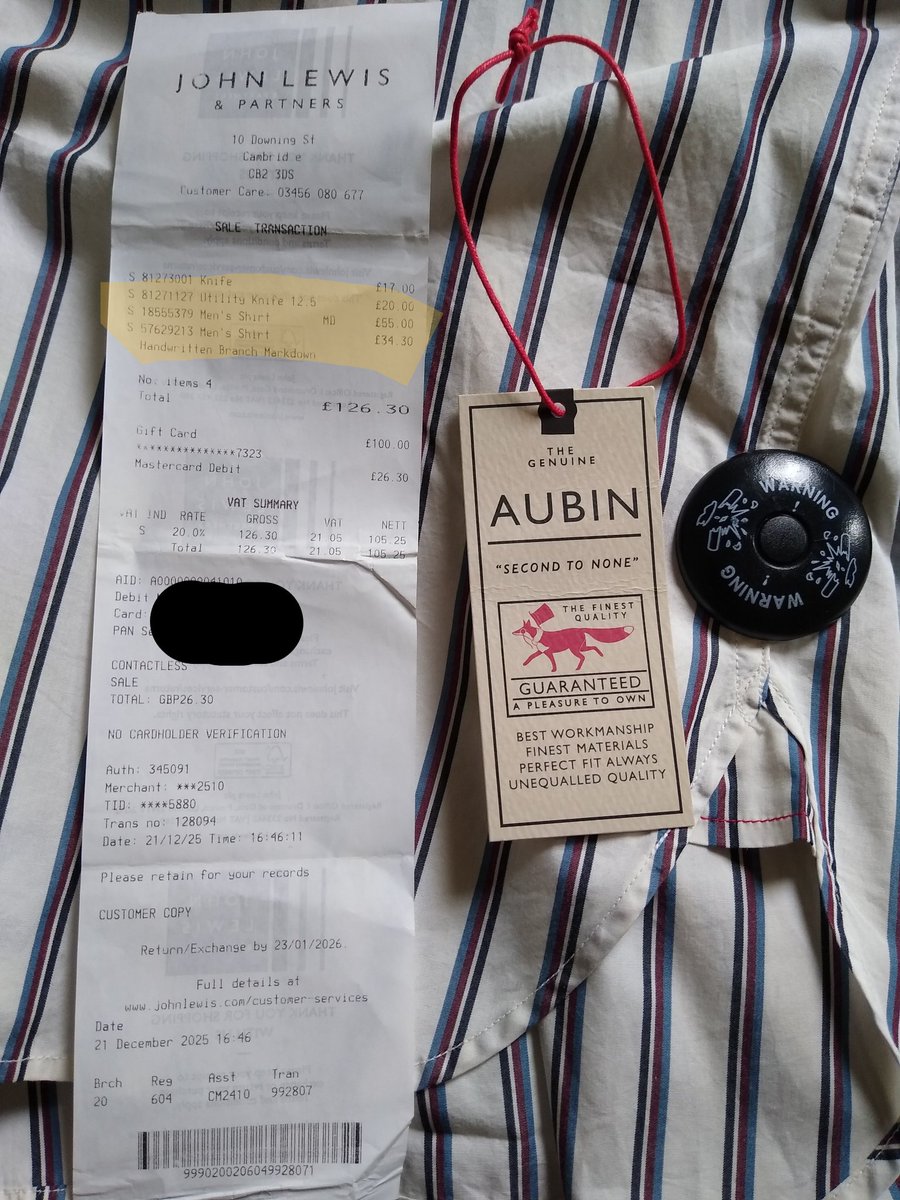 JOHN LEWIS
& PARTNERS
10 Downing St
Cambrid e
CB2 3DS
Customer Care: 03456 080 677
SALE TRANSACTION
S 81273001 Knife £17.00
S 81271127 Utility Knife 12.5 £20.00
S 18555379 Men's Shirt MD £55.00
S 57629213 Men's Shirt £34.30
Handwritten Branch Markdown
No. items 4
Total £126.30
Gift Card £100.00
**************7323
Mastercard Debit £26.30
VAT SUMMARY
VAT IND RATE GROSS VAT NETT
S 20.0% 126.30 21.05 105.25
Total 126.30 21.05 105.25
AID: A0000000041010
Debit
Card:
PAN
CONTACTLESS
SALE
TOTAL: GBP26.30
NO CARDHOLDER VERIFICATION
Auth: 345091
Merchant: ***2510
TID: ****5880
Trans no: 128094
Date: 21/12/25 Time: 16:46:11
Please retain for your records
CUSTOMER COPY
Return/Exchange by 23/01/2026.
Full details at
www.johnlewis.com/customer-services
Date
21 December 2025 16:46
Brch Reg Asst Tran
20 604 CM2410 992807
9990200206049928071
THE
GENUINE
AUBIN
"SECOND TO NONE"
THE FINEST
QUALITY
GUARANTEED
A PLEASURE TO OWN
BEST WORKMANSHIP
FINEST MATERIALS
PERFECT FIT ALWAYS
UNEQUALLED QUALITY
WARNING !
WARNING !